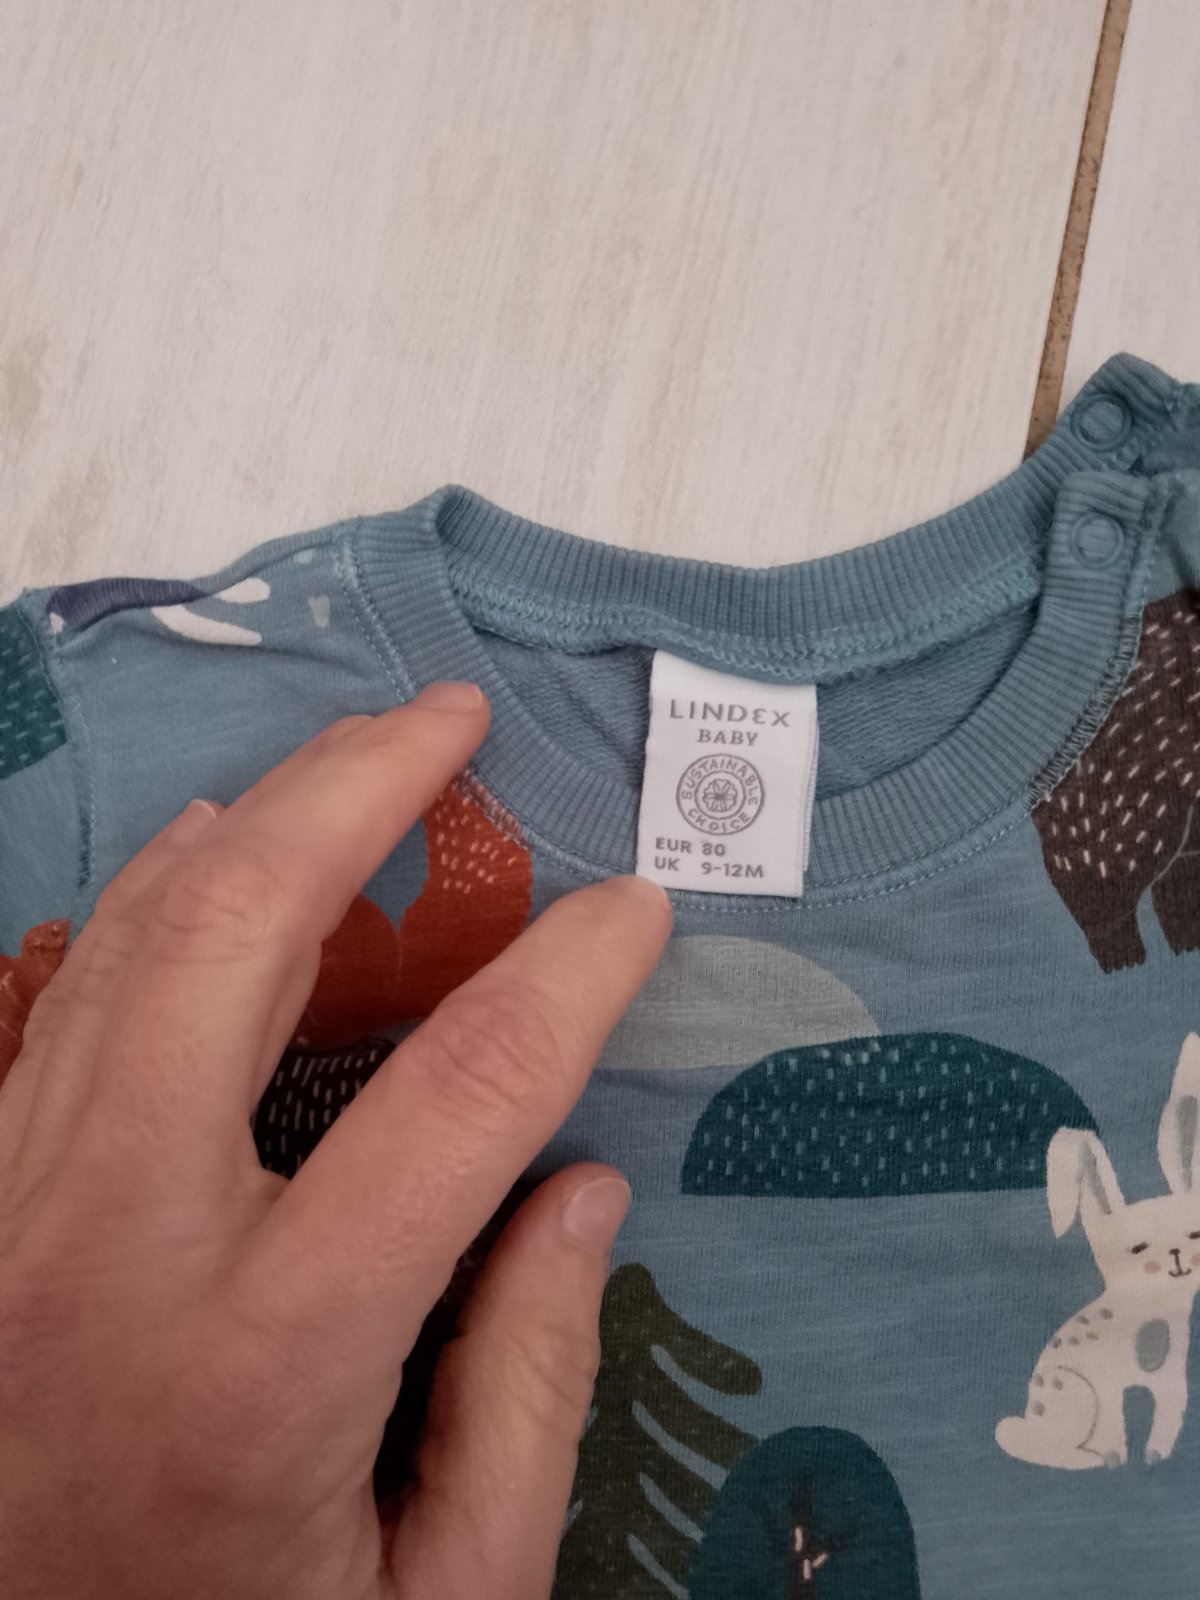 LINDEX
BABY
SUSTAINABLE
CHOICE
EUR 80
UK 9-12M